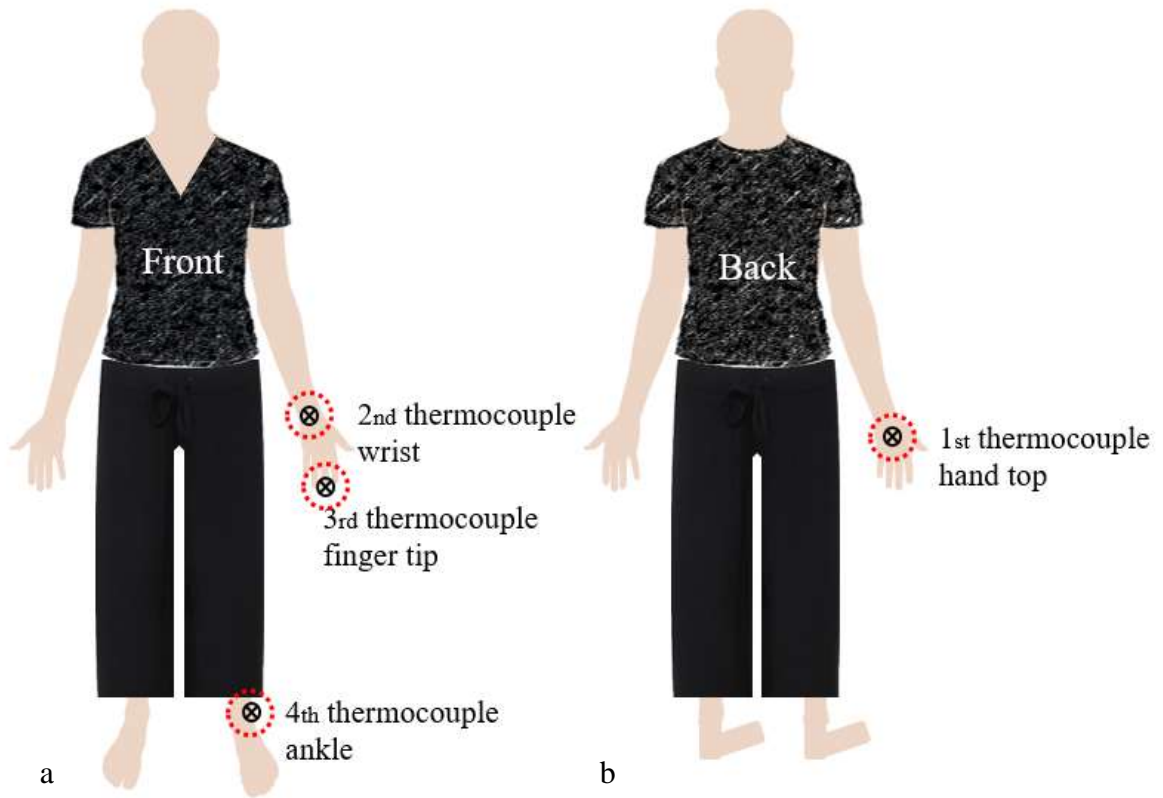 Front
Back
2nd thermocouple
wrist
1st thermocouple
hand top
3rd thermocouple
finger tip
4th thermocouple
ankle
a
b